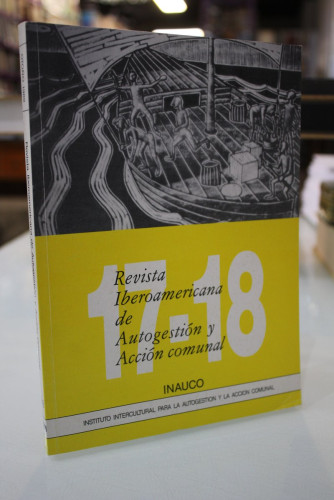 17-18
Revista
Iberoamericana
de
Autogestión y
Acción comunal
INAUCO
INSTITUTO INTERCULTURAL PARA LA AUTOGESTION Y LA ACCION COMUNAL